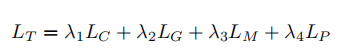 L_T = λ_1 L_C + λ_2 L_G + λ_3 L_M + λ_4 L_P